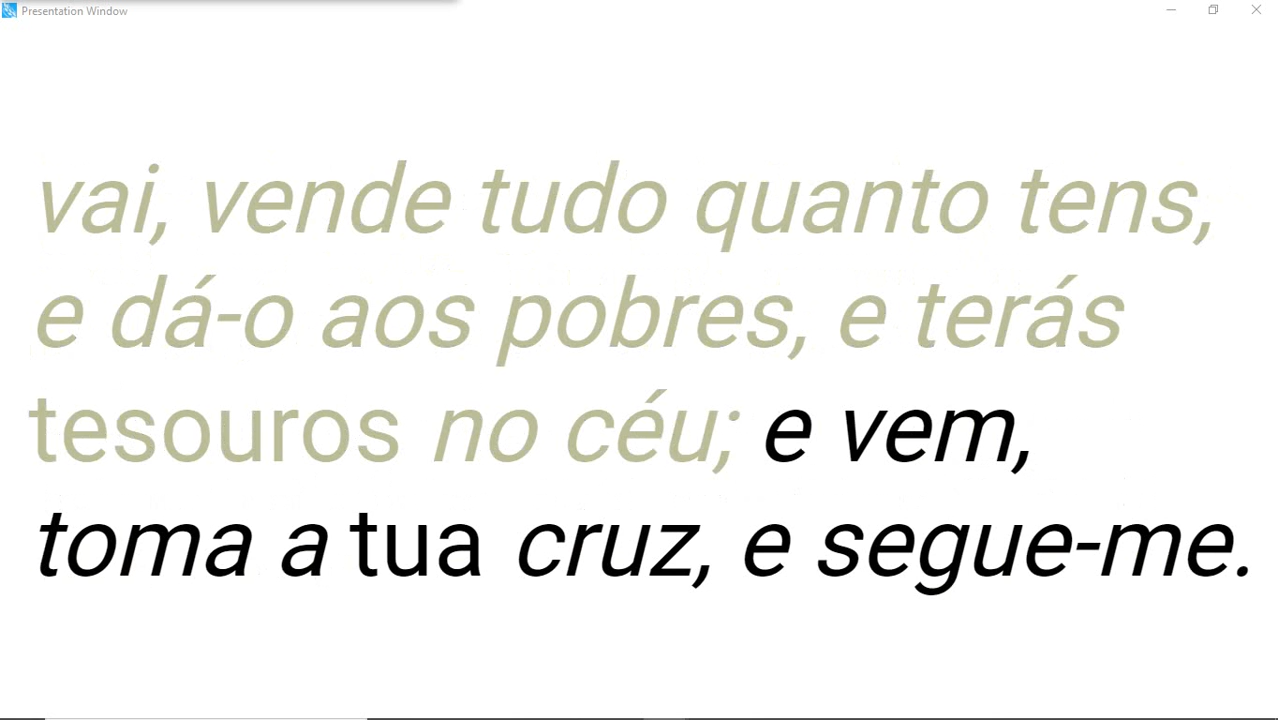 Presentation Window
vai, vende tudo quanto tens,
e dá-o aos pobres, e terás
tesouros no céu; e vem,
toma a tua cruz, e segue-me.